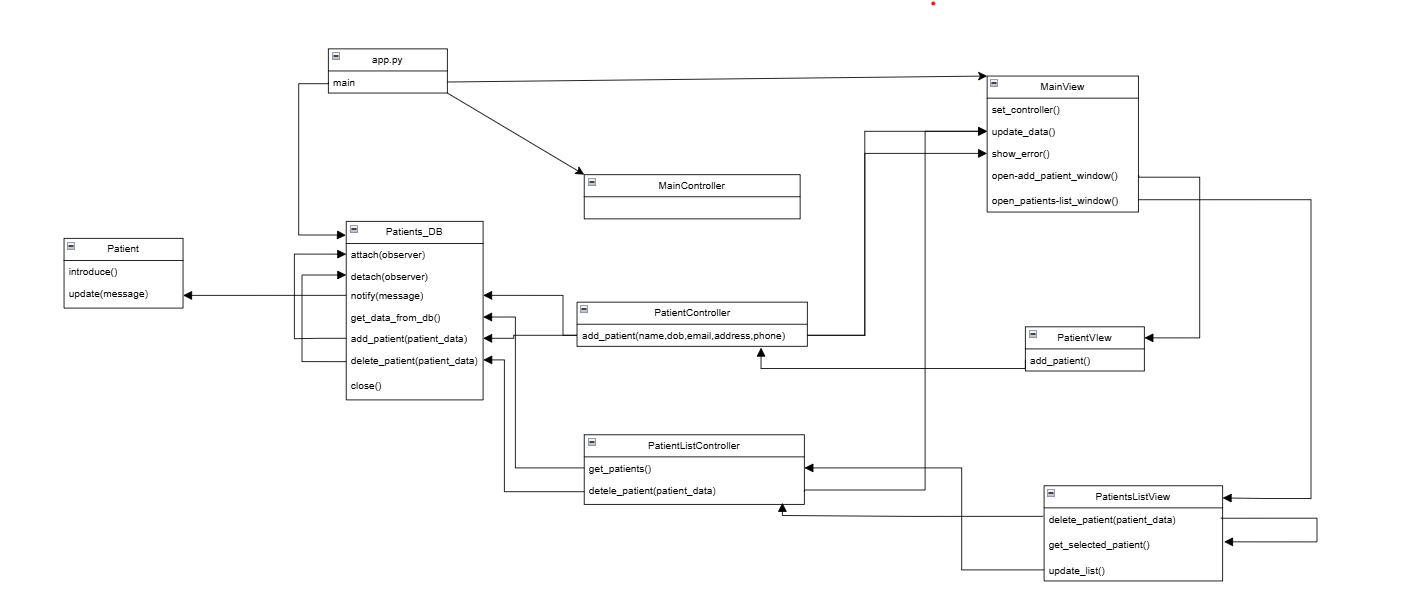 app.py
main
MainView
set_controller()
update_data()
show_error()
open-add_patient_window()
open_patients-list_window()
MainController
Patients_DB
attach(observer)
detach(observer)
notify(message)
get_data_from_db()
add_patient(patient_data)
delete_patient(patient_data)
close()
Patient
introduce()
update(message)
PatientController
add_patient(name,dob,email,address,phone)
PatientVIew
add_patient()
PatientListController
get_patients()
detele_patient(patient_data)
PatientsListView
delete_patient(patient_data)
get_selected_patient()
update_list()